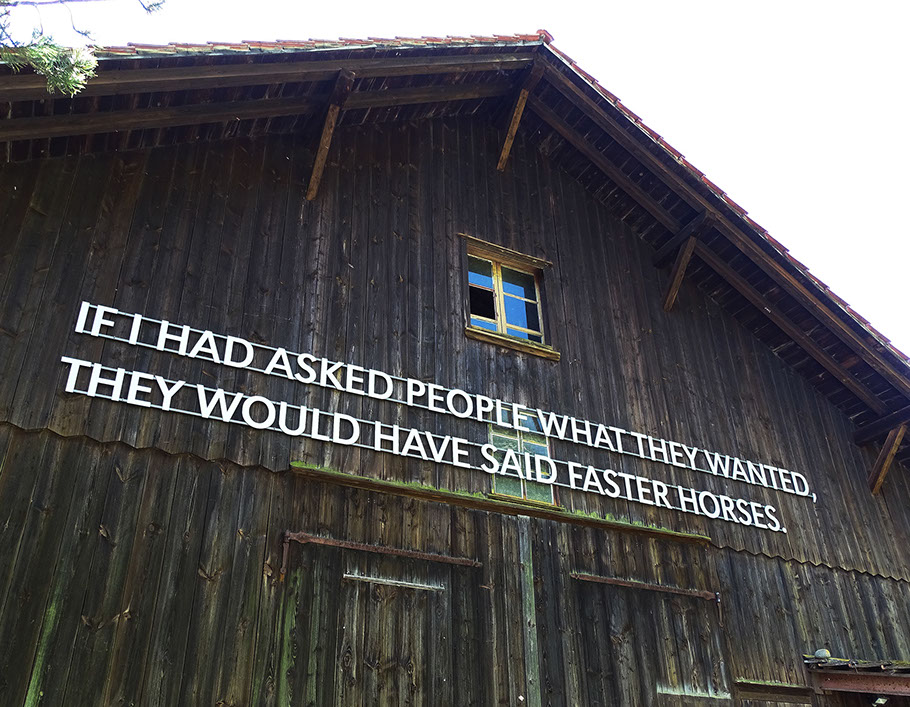 IF I HAD ASKED PEOPLE WHAT THEY WANTED,
THEY WOULD HAVE SAID FASTER HORSES.